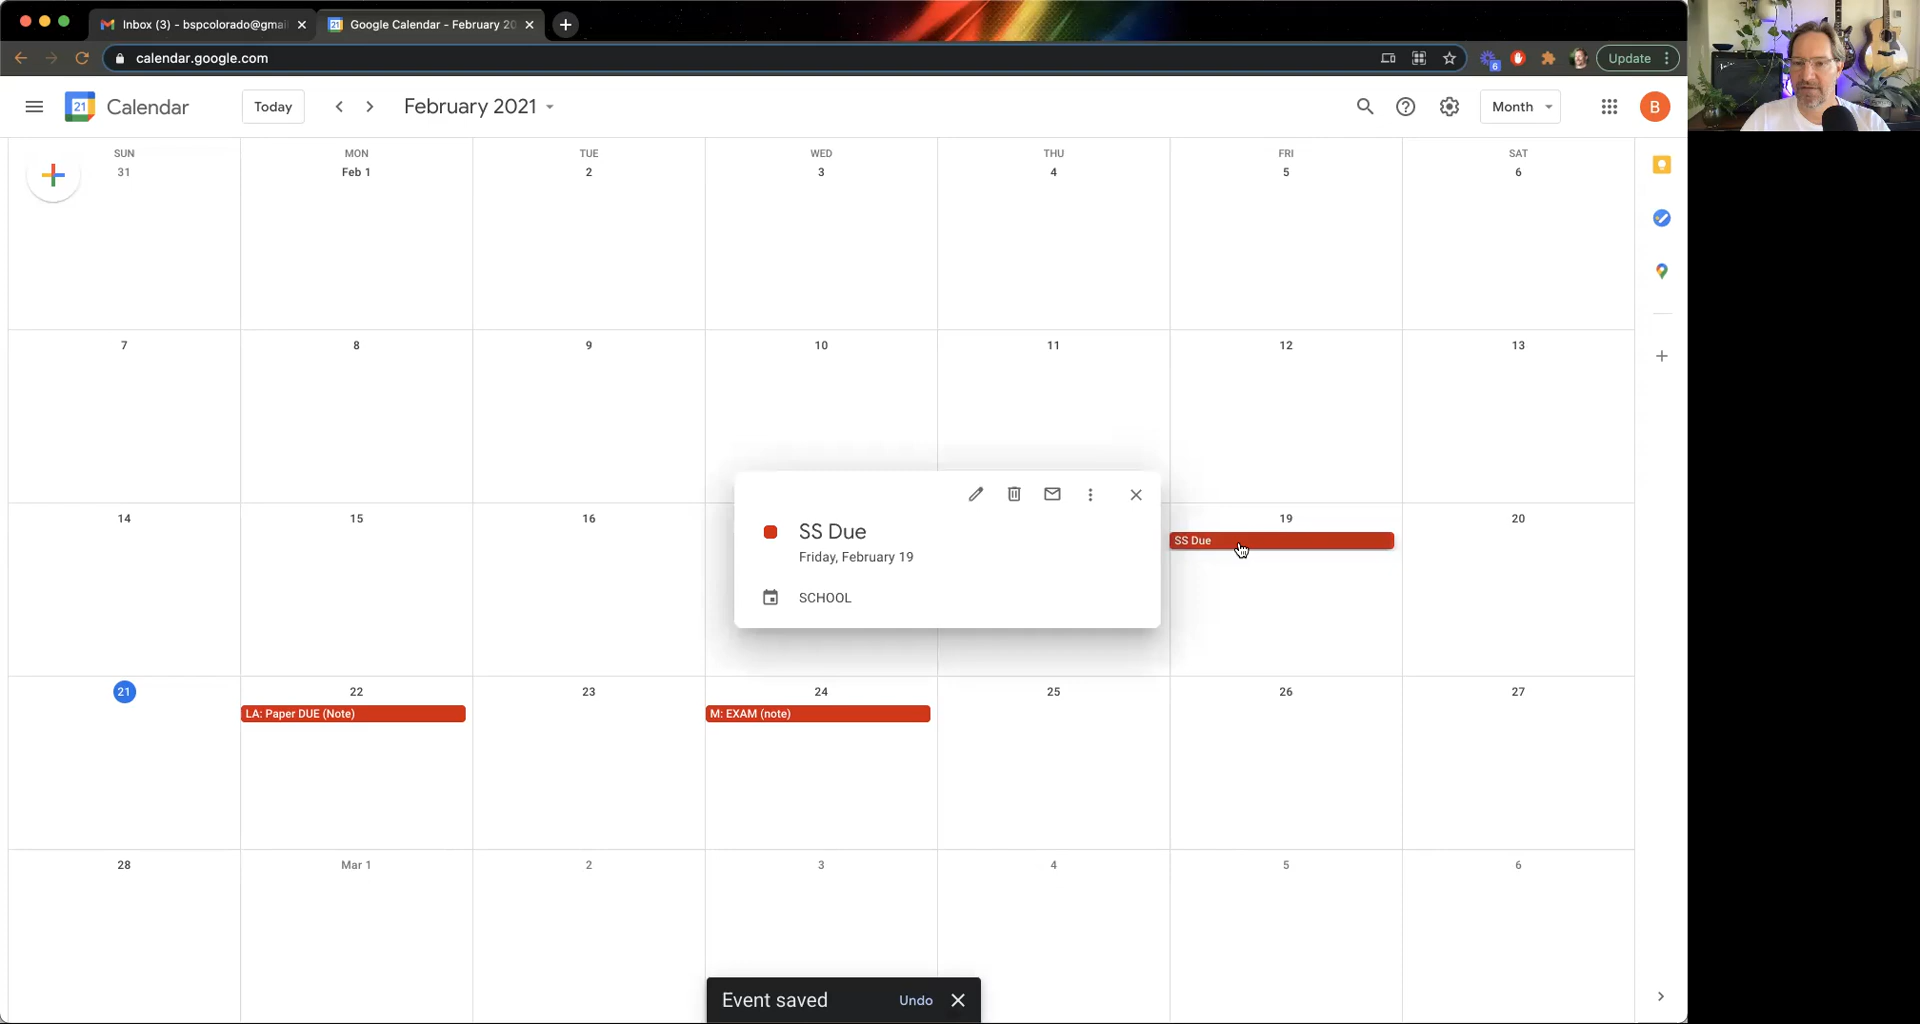 Inbox (3) - bspcolorado@gmai
Google Calendar - February 20
calendar.google.com
6
Update
21
Calendar
Today
February 2021
Month
B
SUN MON TUE WED THU FRI SAT
31 Feb 1 2 3 4 5 6
7 8 9 10 11 12 13
14 15 16 19 20
SS Due
SS Due
Friday, February 19
SCHOOL
21 22 23 24 25 26 27
LA: Paper DUE (Note)
M: EXAM (note)
28 Mar 1 2 3 4 5 6
Event saved Undo